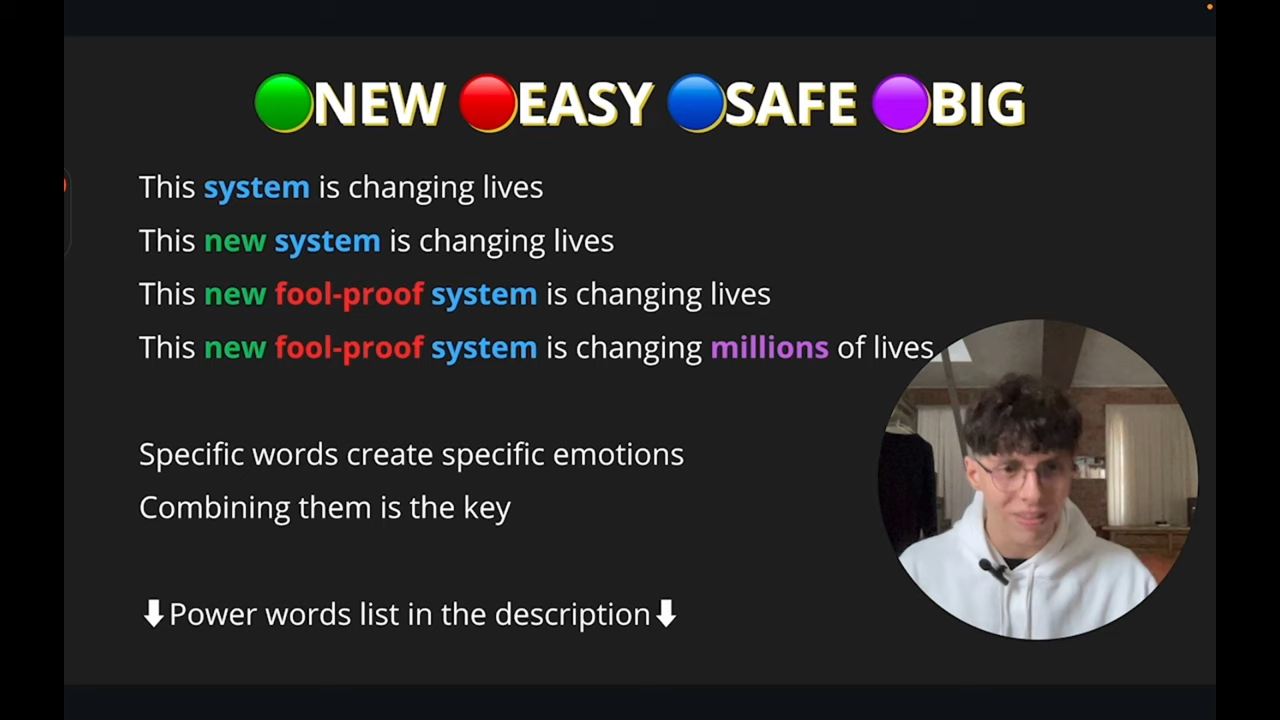 🟢NEW 🔴EASY 🔵SAFE 🟣BIG
This system is changing lives
This new system is changing lives
This new fool-proof system is changing lives
This new fool-proof system is changing millions of lives
Specific words create specific emotions
Combining them is the key
⬇Power words list in the description⬇